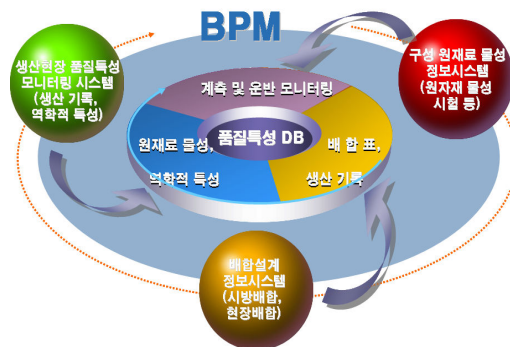 BPM
생산현장 품질특성
모니터링 시스템
(생산 기록,
역학적 특성)
구성 원재료 물성
정보시스템
(원자재 물성
시험 등)
계측 및 운반 모니터링
원재료 물성,
역학적 특성
품질특성 DB
배 합 표,
생산 기록
배합설계
정보시스템
(시방배합,
현장배합)